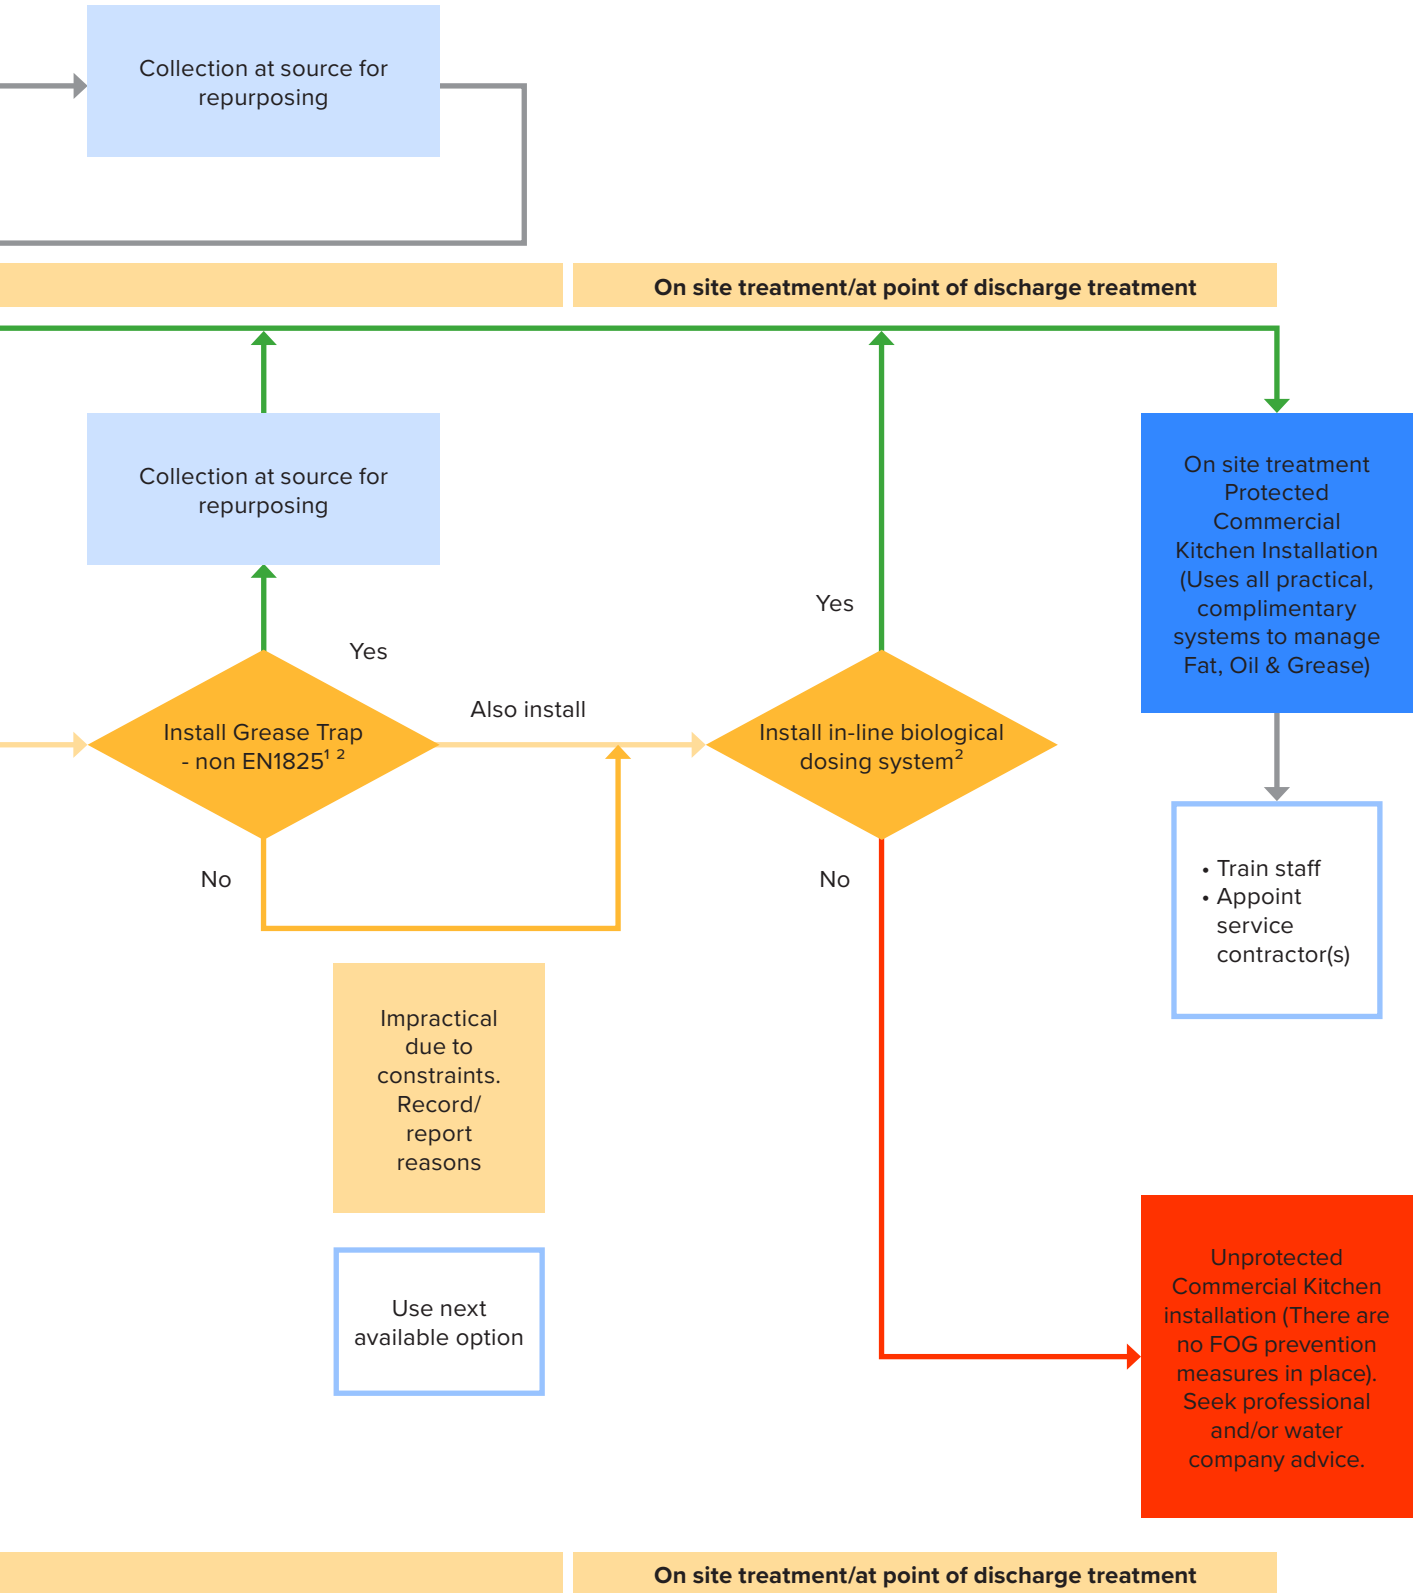 Collection at source for
repurposing
On site treatment/at point of discharge treatment
Collection at source for
repurposing
On site treatment
Protected
Commercial
Kitchen Installation
(Uses all practical,
complimentary
systems to manage
Fat, Oil & Grease)
Yes
Yes
Also install
Install Grease Trap
- non EN1825¹ ²
Install in-line biological
dosing system²
No
No
• Train staff
• Appoint
service
contractor(s)
Impractical
due to
constraints.
Record/
report
reasons
Use next
available option
Unprotected
Commercial Kitchen
installation (There are
no FOG prevention
measures in place).
Seek professional
and/or water
company advice.
On site treatment/at point of discharge treatment